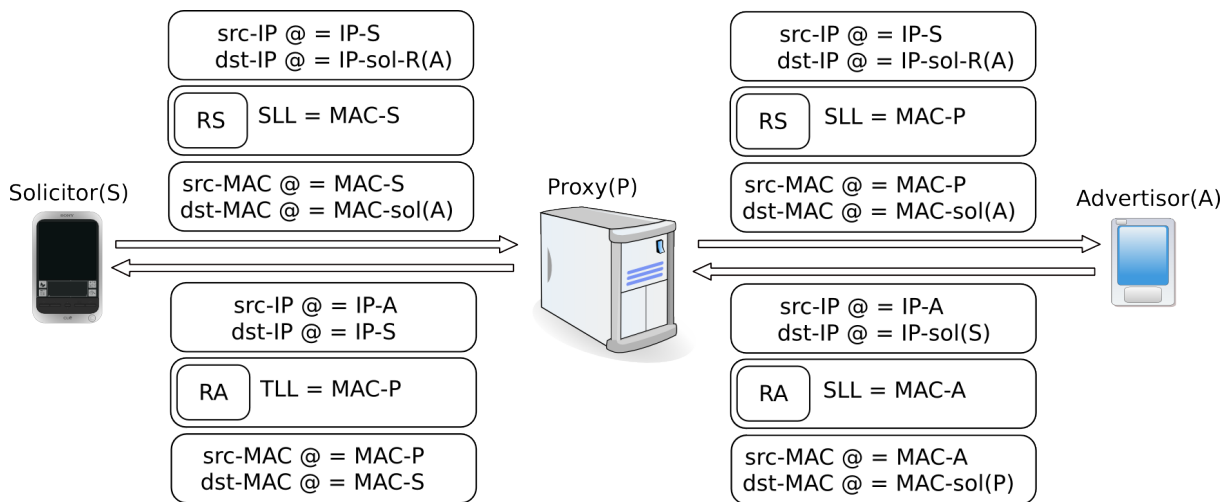 src-IP @ = IP-S
dst-IP @ = IP-sol-R(A)
RS SLL = MAC-S
src-MAC @ = MAC-S
dst-MAC @ = MAC-sol(A)
src-IP @ = IP-S
dst-IP @ = IP-sol-R(A)
RS SLL = MAC-P
src-MAC @ = MAC-P
dst-MAC @ = MAC-sol(A)
Solicitor(S)
Proxy(P)
Advertisor(A)
src-IP @ = IP-A
dst-IP @ = IP-S
RA TLL = MAC-P
src-MAC @ = MAC-P
dst-MAC @ = MAC-S
src-IP @ = IP-A
dst-IP @ = IP-sol(S)
RA SLL = MAC-A
src-MAC @ = MAC-A
dst-MAC @ = MAC-sol(P)